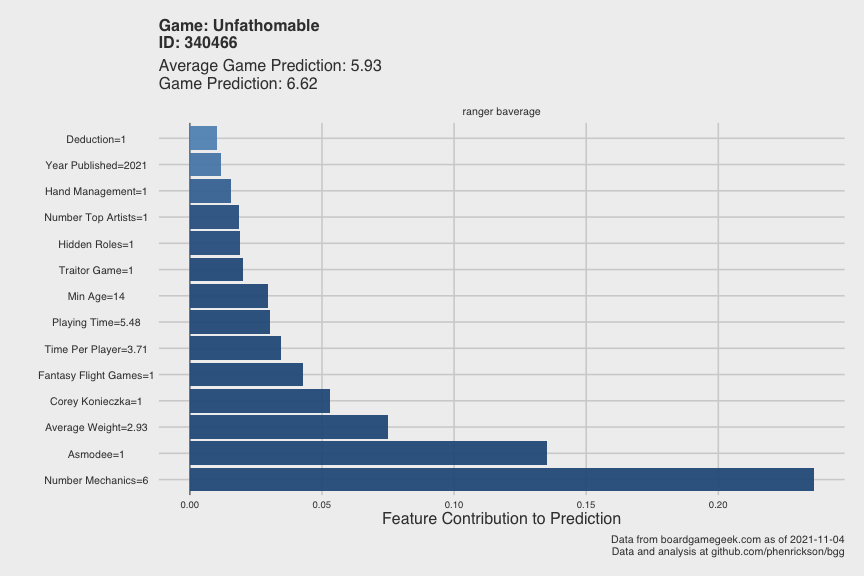 Game: Unfathomable
ID: 340466
Average Game Prediction: 5.93
Game Prediction: 6.62
ranger baverage
Deduction=1
Year Published=2021
Hand Management=1
Number Top Artists=1
Hidden Roles=1
Traitor Game=1
Min Age=14
Playing Time=5.48
Time Per Player=3.71
Fantasy Flight Games=1
Corey Konieczka=1
Average Weight=2.93
Asmodee=1
Number Mechanics=6
0.00 0.05 0.10 0.15 0.20
Feature Contribution to Prediction
Data from boardgamegeek.com as of 2021-11-04
Data and analysis at github.com/phenrickson/bgg